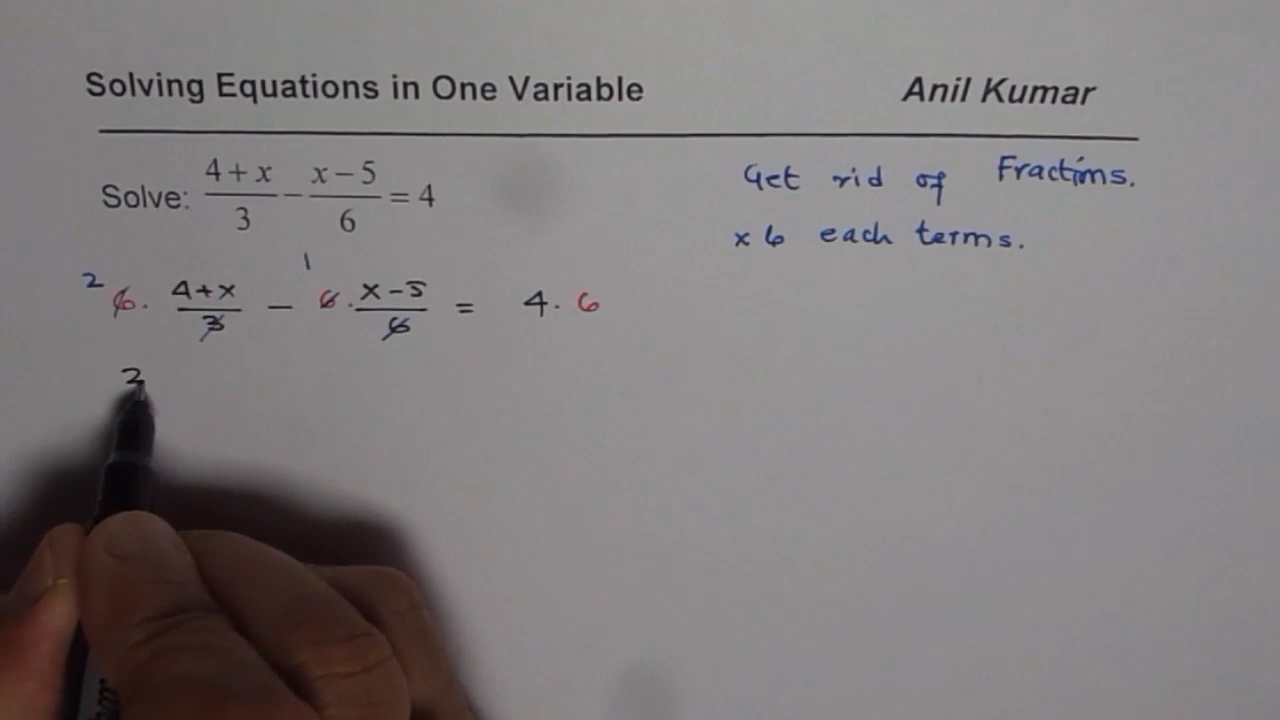 Solving Equations in One Variable Anil Kumar
Solve: (4 + x)/3 − (x − 5)/6 = 4
Get rid of Fractions.
x 6 each terms.
1
2 6 · (4+x)/3 − 6 · (x−5)/6 = 4 · 6
2